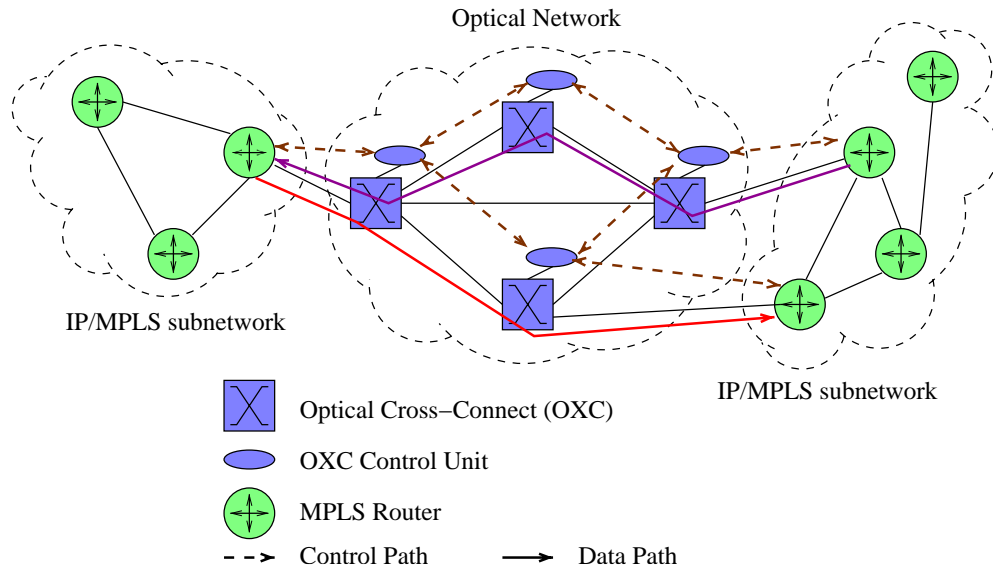 Optical Network
IP/MPLS subnetwork
IP/MPLS subnetwork
Optical Cross−Connect (OXC)
OXC Control Unit
MPLS Router
Control Path
Data Path